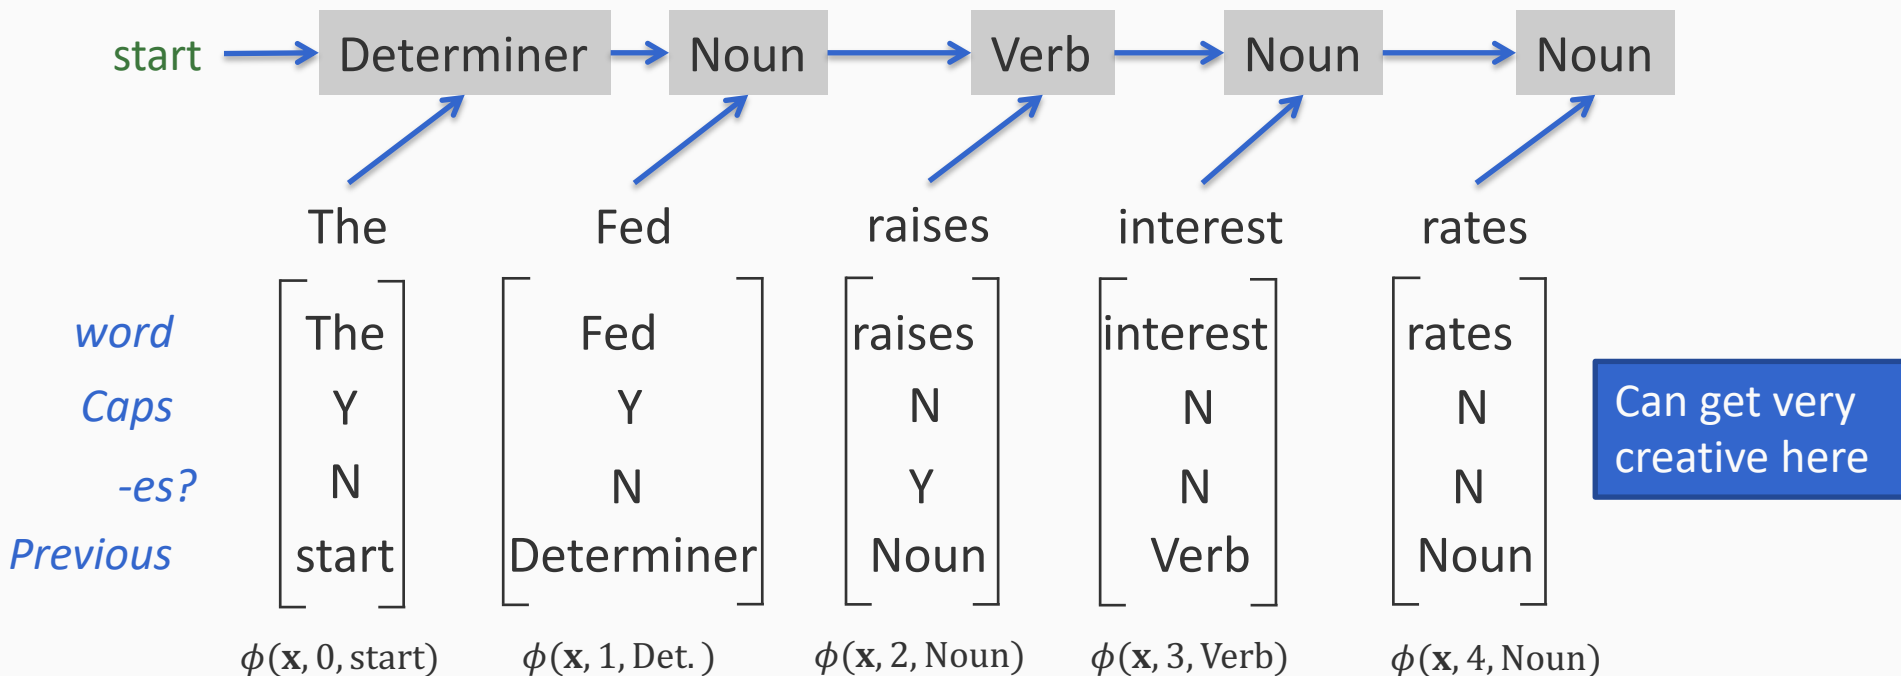 start Determiner Noun Verb Noun Noun
The Fed raises interest rates
word The Fed raises interest rates
Caps Y Y N N N
-es? N N Y N N
Previous start Determiner Noun Verb Noun
ϕ(x, 0, start) ϕ(x, 1, Det. ) ϕ(x, 2, Noun) ϕ(x, 3, Verb) ϕ(x, 4, Noun)
Can get very
creative here